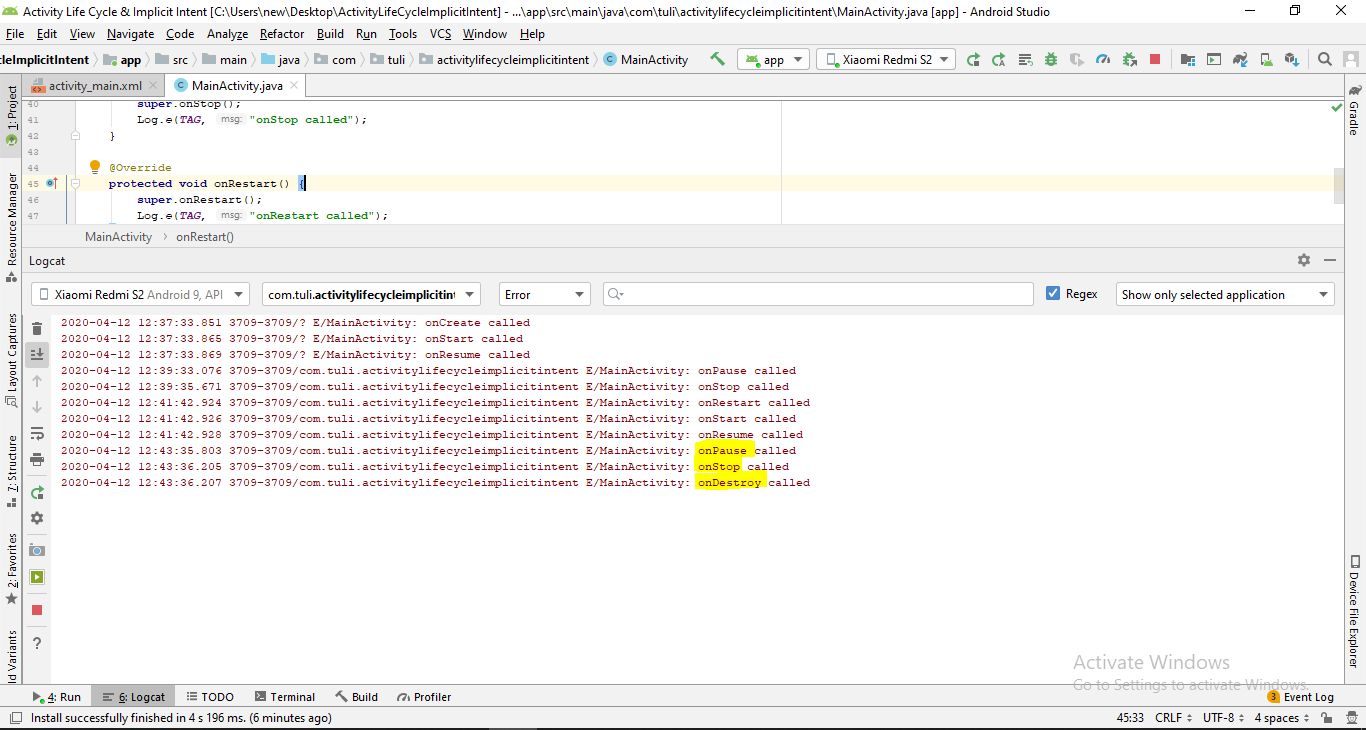 Activity Life Cycle & Implicit Intent [C:\Users\new\Desktop\ActivityLifeCycleImplicitIntent] - ...\app\src\main\java\com\tuli\activitylifecycleimplicitintent\MainActivity.java [app] - Android Studio
File Edit View Navigate Code Analyze Refactor Build Run Tools VCS Window Help
cleImplicitIntent app src main java com tuli activitylifecycleimplicitintent MainActivity app Xiaomi Redmi S2
activity_main.xml MainActivity.java
40 super.onStop();
41 Log.e(TAG, msg: "onStop called");
42 }
43
44 @Override
45 protected void onRestart() {
46 super.onRestart();
47 Log.e(TAG, msg: "onRestart called");
MainActivity onRestart()
Logcat
Xiaomi Redmi S2 Android 9, API com.tuli.activitylifecycleimplicitint Error Regex Show only selected application
2020-04-12 12:37:33.851 3709-3709/? E/MainActivity: onCreate called
2020-04-12 12:37:33.865 3709-3709/? E/MainActivity: onStart called
2020-04-12 12:37:33.869 3709-3709/? E/MainActivity: onResume called
2020-04-12 12:39:33.076 3709-3709/com.tuli.activitylifecycleimplicitintent E/MainActivity: onPause called
2020-04-12 12:39:35.671 3709-3709/com.tuli.activitylifecycleimplicitintent E/MainActivity: onStop called
2020-04-12 12:41:42.924 3709-3709/com.tuli.activitylifecycleimplicitintent E/MainActivity: onRestart called
2020-04-12 12:41:42.926 3709-3709/com.tuli.activitylifecycleimplicitintent E/MainActivity: onStart called
2020-04-12 12:41:42.928 3709-3709/com.tuli.activitylifecycleimplicitintent E/MainActivity: onResume called
2020-04-12 12:43:35.803 3709-3709/com.tuli.activitylifecycleimplicitintent E/MainActivity: onPause called
2020-04-12 12:43:36.205 3709-3709/com.tuli.activitylifecycleimplicitintent E/MainActivity: onStop called
2020-04-12 12:43:36.207 3709-3709/com.tuli.activitylifecycleimplicitintent E/MainActivity: onDestroy called
1: Project
Resource Manager
Layout Captures
7: Structure
2: Favorites
ld Variants
Gradle
Device File Explorer
Activate Windows
Go to Settings to activate Windows.
4: Run 6: Logcat TODO Terminal Build Profiler 3 Event Log
Install successfully finished in 4 s 196 ms. (6 minutes ago) 45:33 CRLF UTF-8 4 spaces